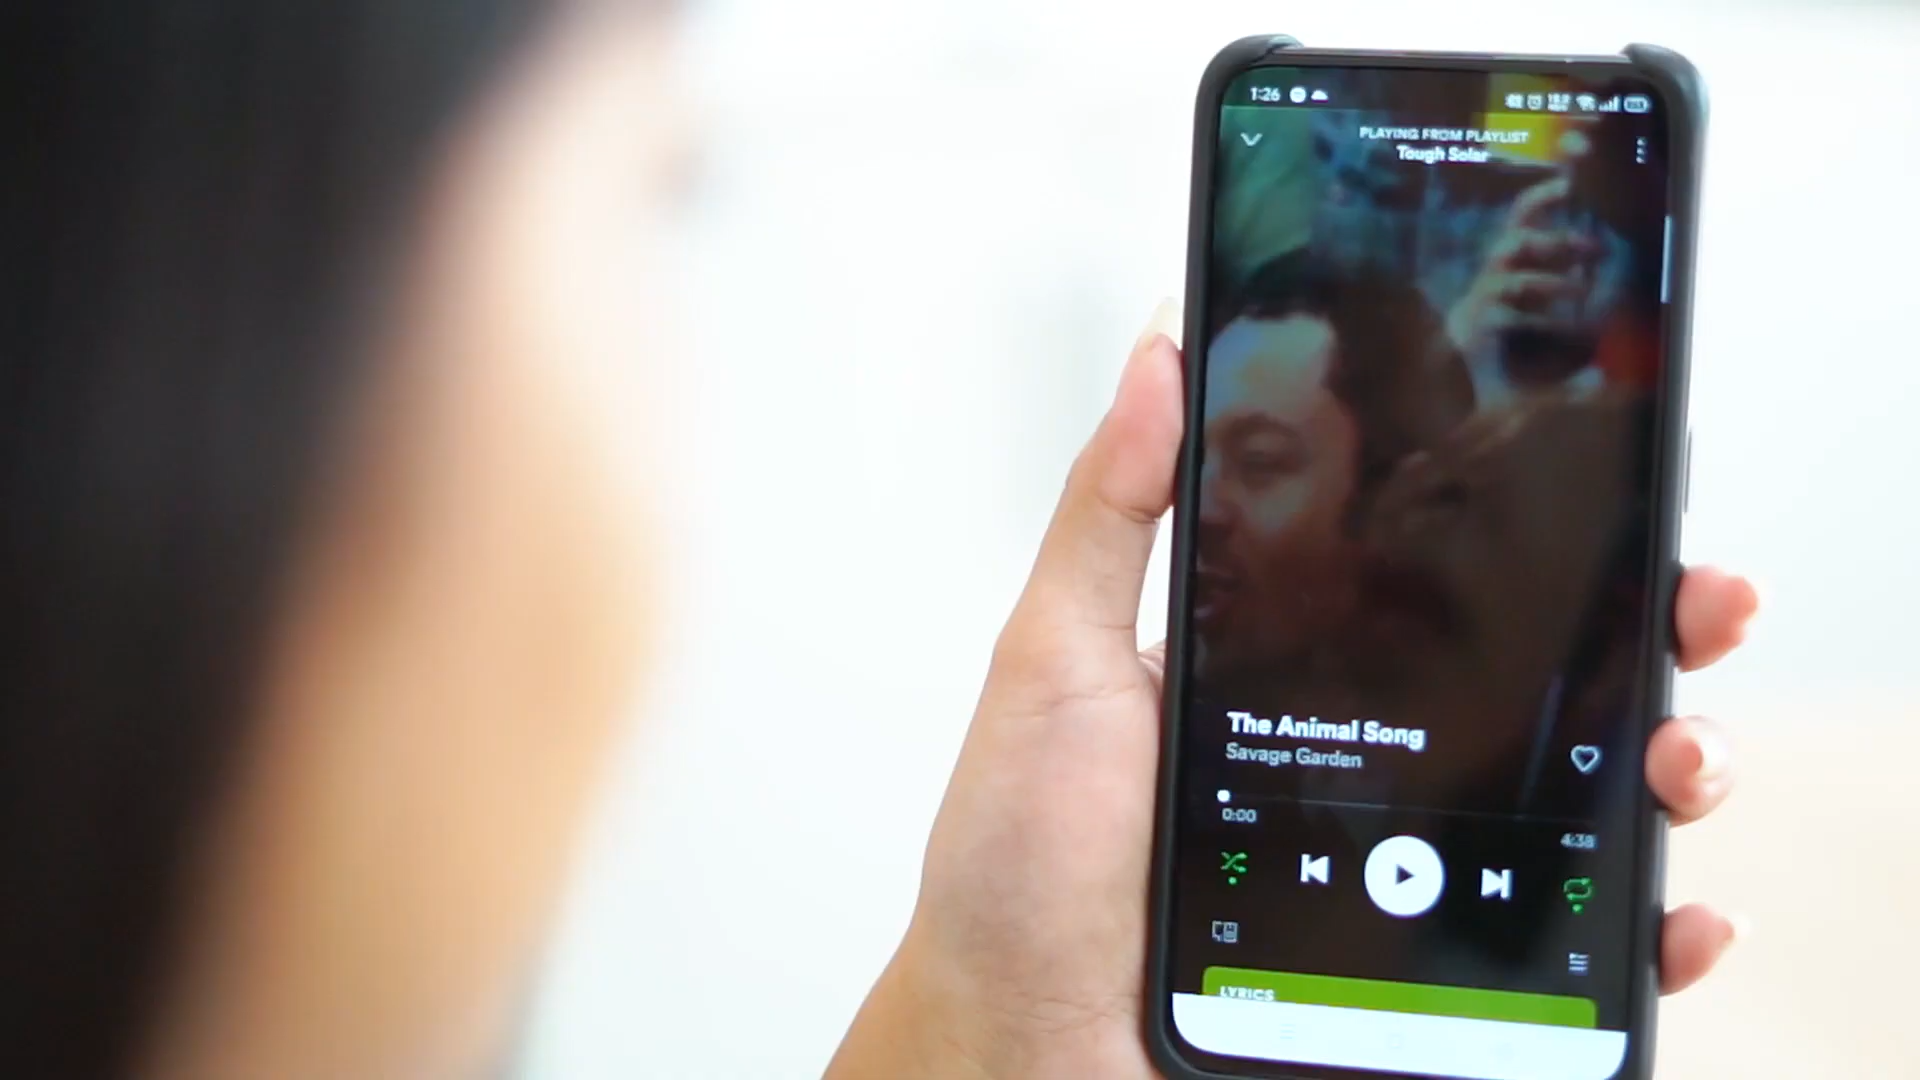 1:26
PLAYING FROM PLAYLIST
Tough Solar
The Animal Song
Savage Garden
0:00
4:38
LYRICS